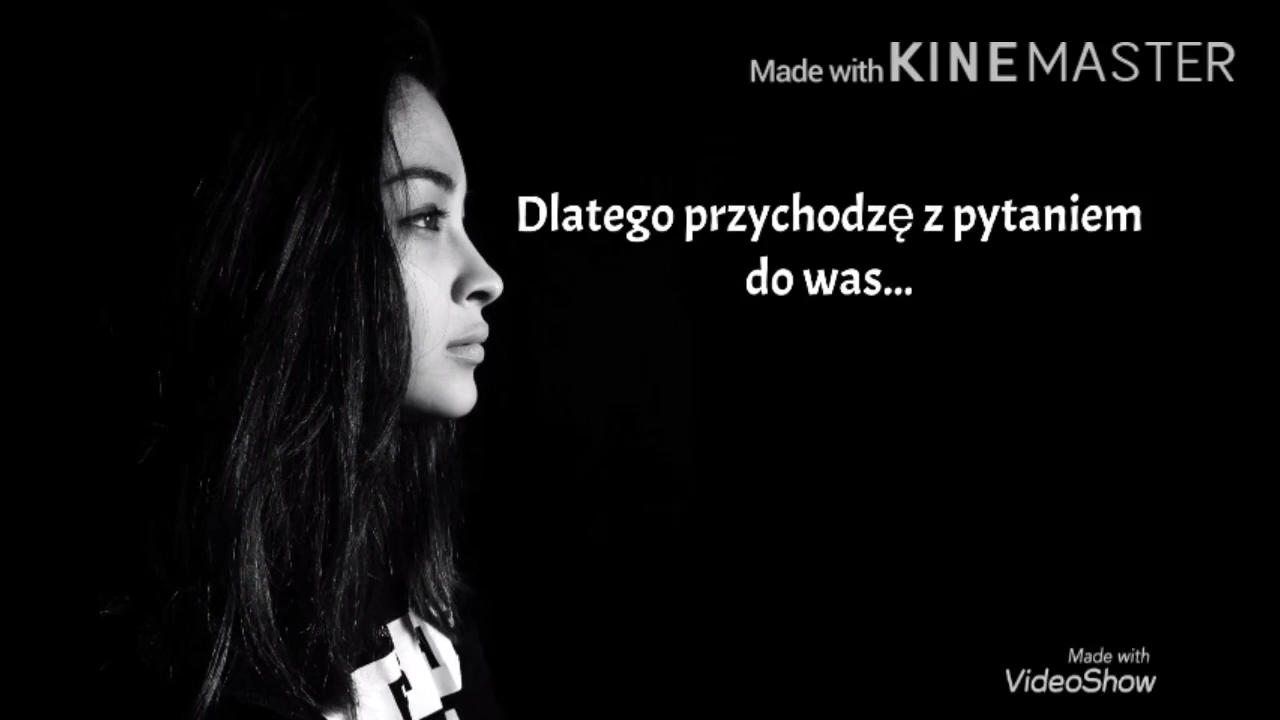 Made with KINEMASTER
Dlatego przychodzę z pytaniem
do was...
Made with
VideoShow